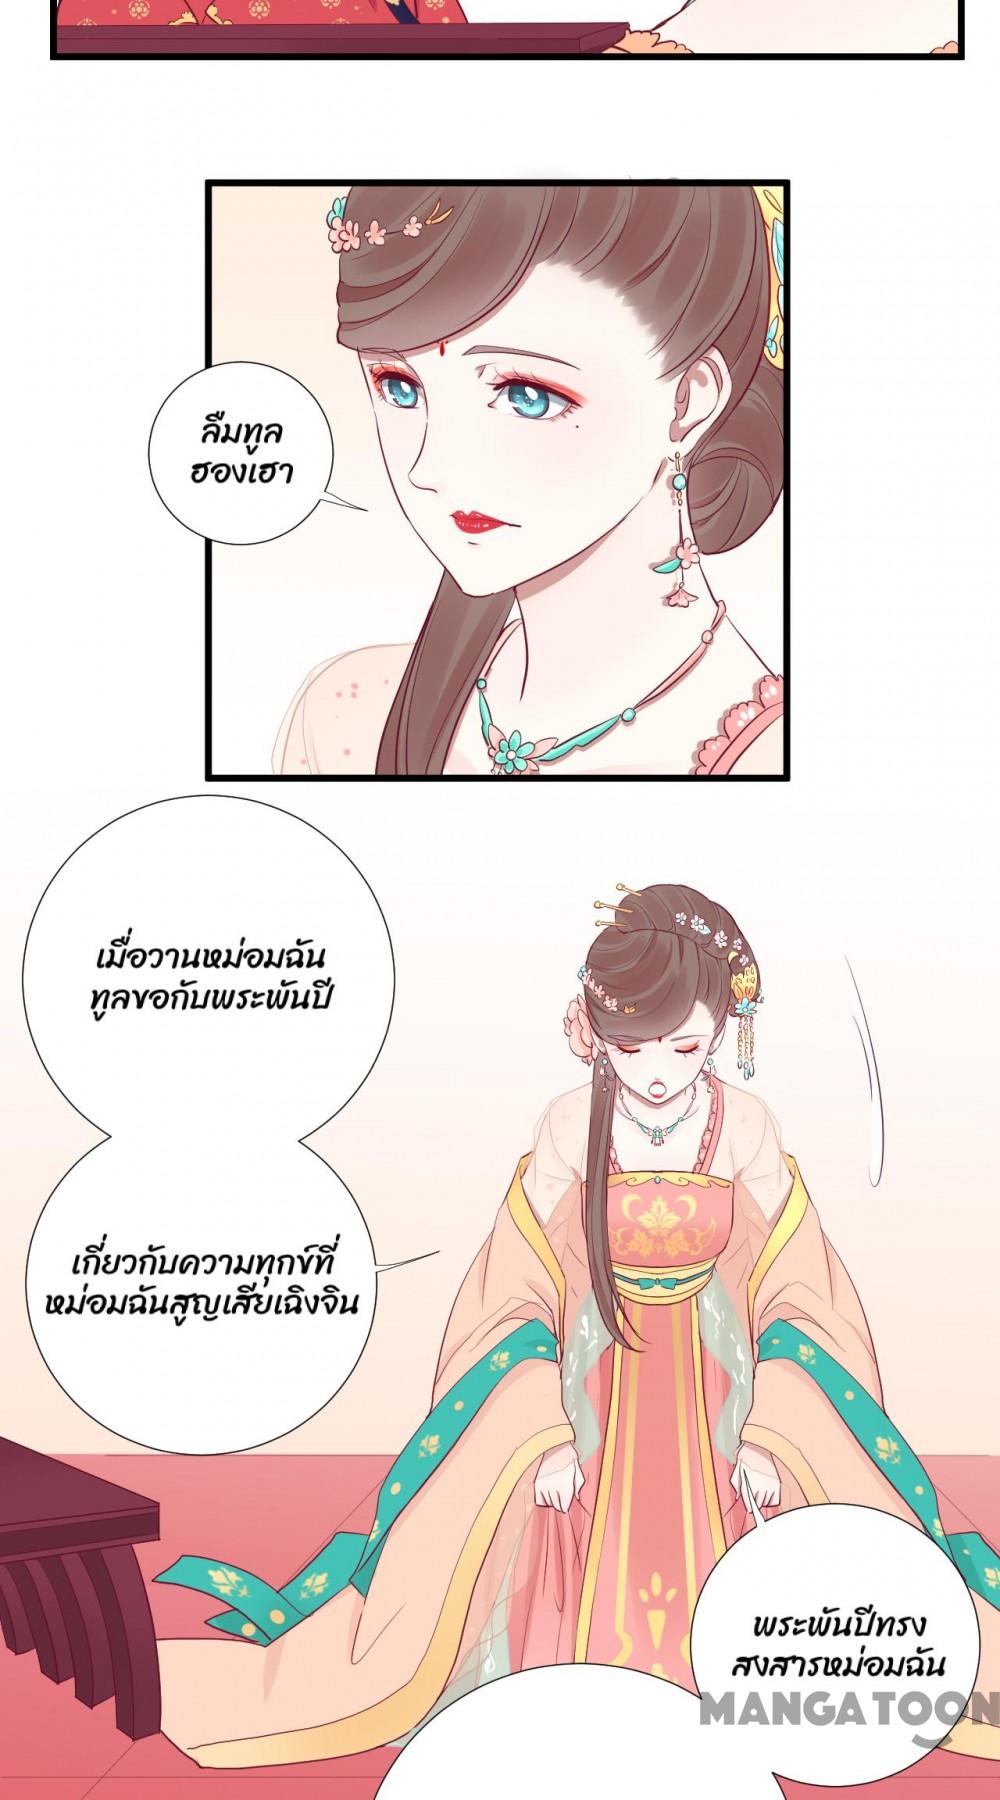 ลืมทูล
ฮองเฮา
เมื่อวานหม่อมฉัน
ทูลขอกับพระพันปี
เกี่ยวกับความทุกข์ที่
หม่อมฉันสูญเสียเฉิงจิน
พระพันปีทรง
สงสารหม่อมฉัน
MANGATOON